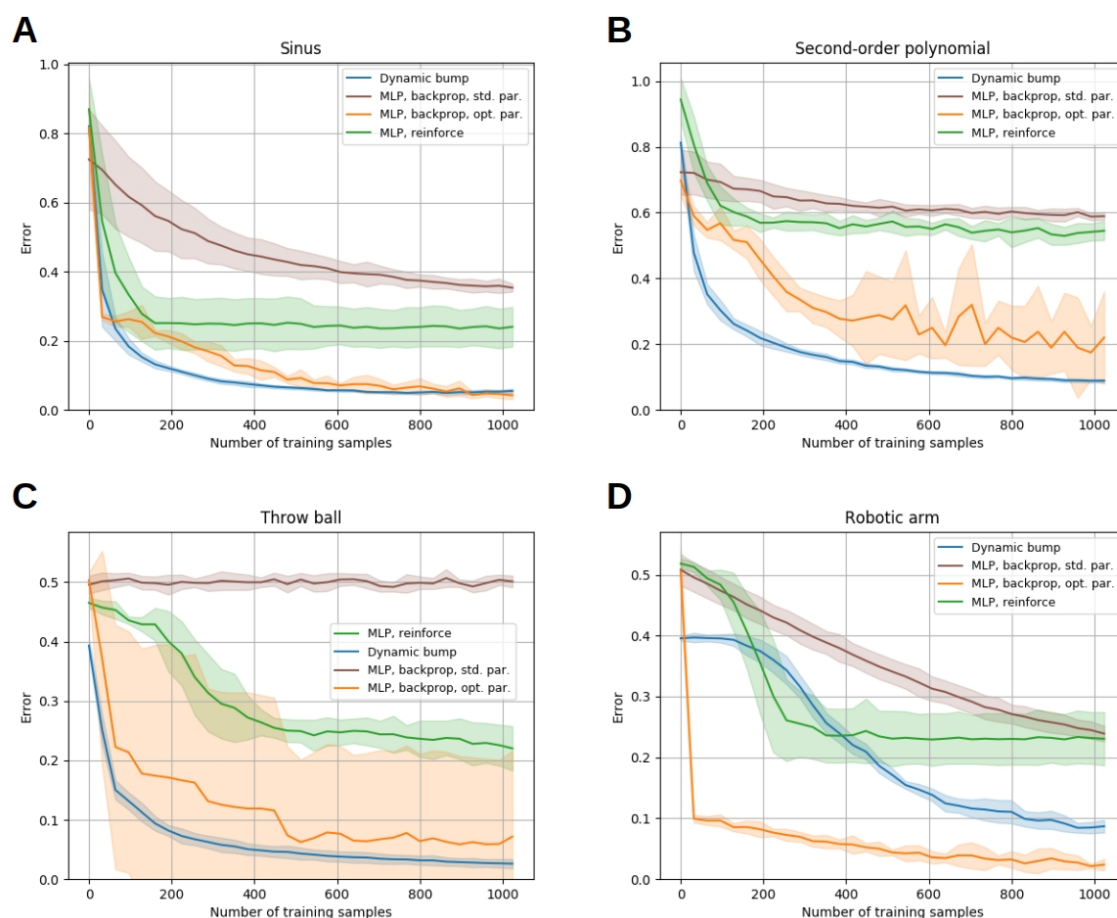 A
Sinus
1.0
0.8
0.6
0.4
0.2
0.0
Error
Dynamic bump
MLP, backprop, std. par.
MLP, backprop, opt. par.
MLP, reinforce
0 200 400 600 800 1000
Number of training samples
B
Second-order polynomial
1.0
0.8
0.6
0.4
0.2
0.0
Error
Dynamic bump
MLP, backprop, std. par.
MLP, backprop, opt. par.
MLP, reinforce
0 200 400 600 800 1000
Number of training samples
C
Throw ball
0.5
0.4
0.3
0.2
0.1
0.0
Error
MLP, reinforce
Dynamic bump
MLP, backprop, std. par.
MLP, backprop, opt. par.
0 200 400 600 800 1000
Number of training samples
D
Robotic arm
0.5
0.4
0.3
0.2
0.1
0.0
Error
Dynamic bump
MLP, backprop, std. par.
MLP, backprop, opt. par.
MLP, reinforce
0 200 400 600 800 1000
Number of training samples